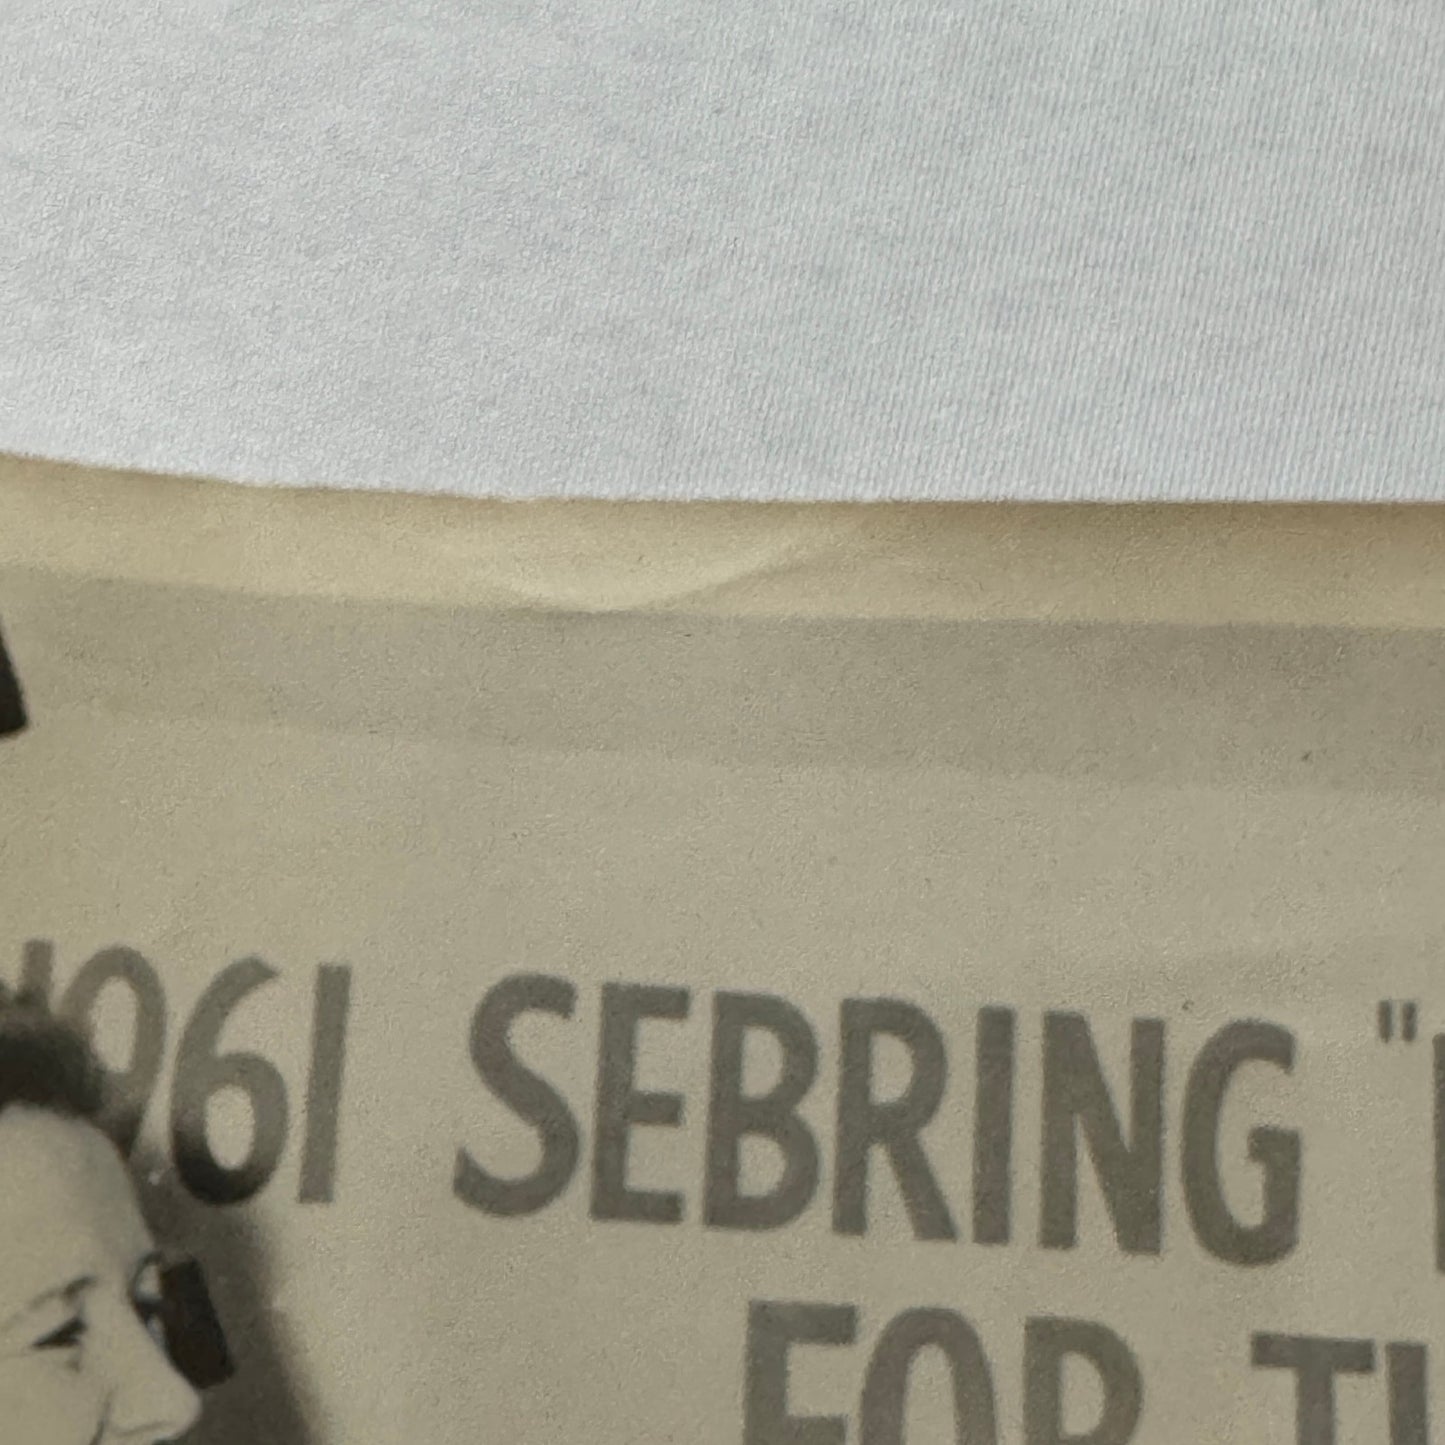 1961 SEBRING "
FOR